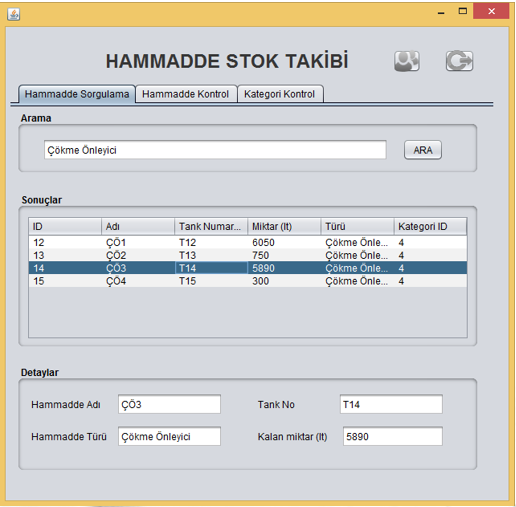 HAMMADDE STOK TAKİBİ
Hammadde Sorgulama Hammadde Kontrol Kategori Kontrol
Arama
Çökme Önleyici ARA
Sonuçlar
ID Adı Tank Numar... Miktar (lt) Türü Kategori ID
12 ÇÖ1 T12 6050 Çökme Önle... 4
13 ÇÖ2 T13 750 Çökme Önle... 4
14 ÇÖ3 T14 5890 Çökme Önle... 4
15 ÇÖ4 T15 300 Çökme Önle... 4
Detaylar
Hammadde Adı ÇÖ3 Tank No T14
Hammadde Türü Çökme Önleyici Kalan miktar (lt) 5890